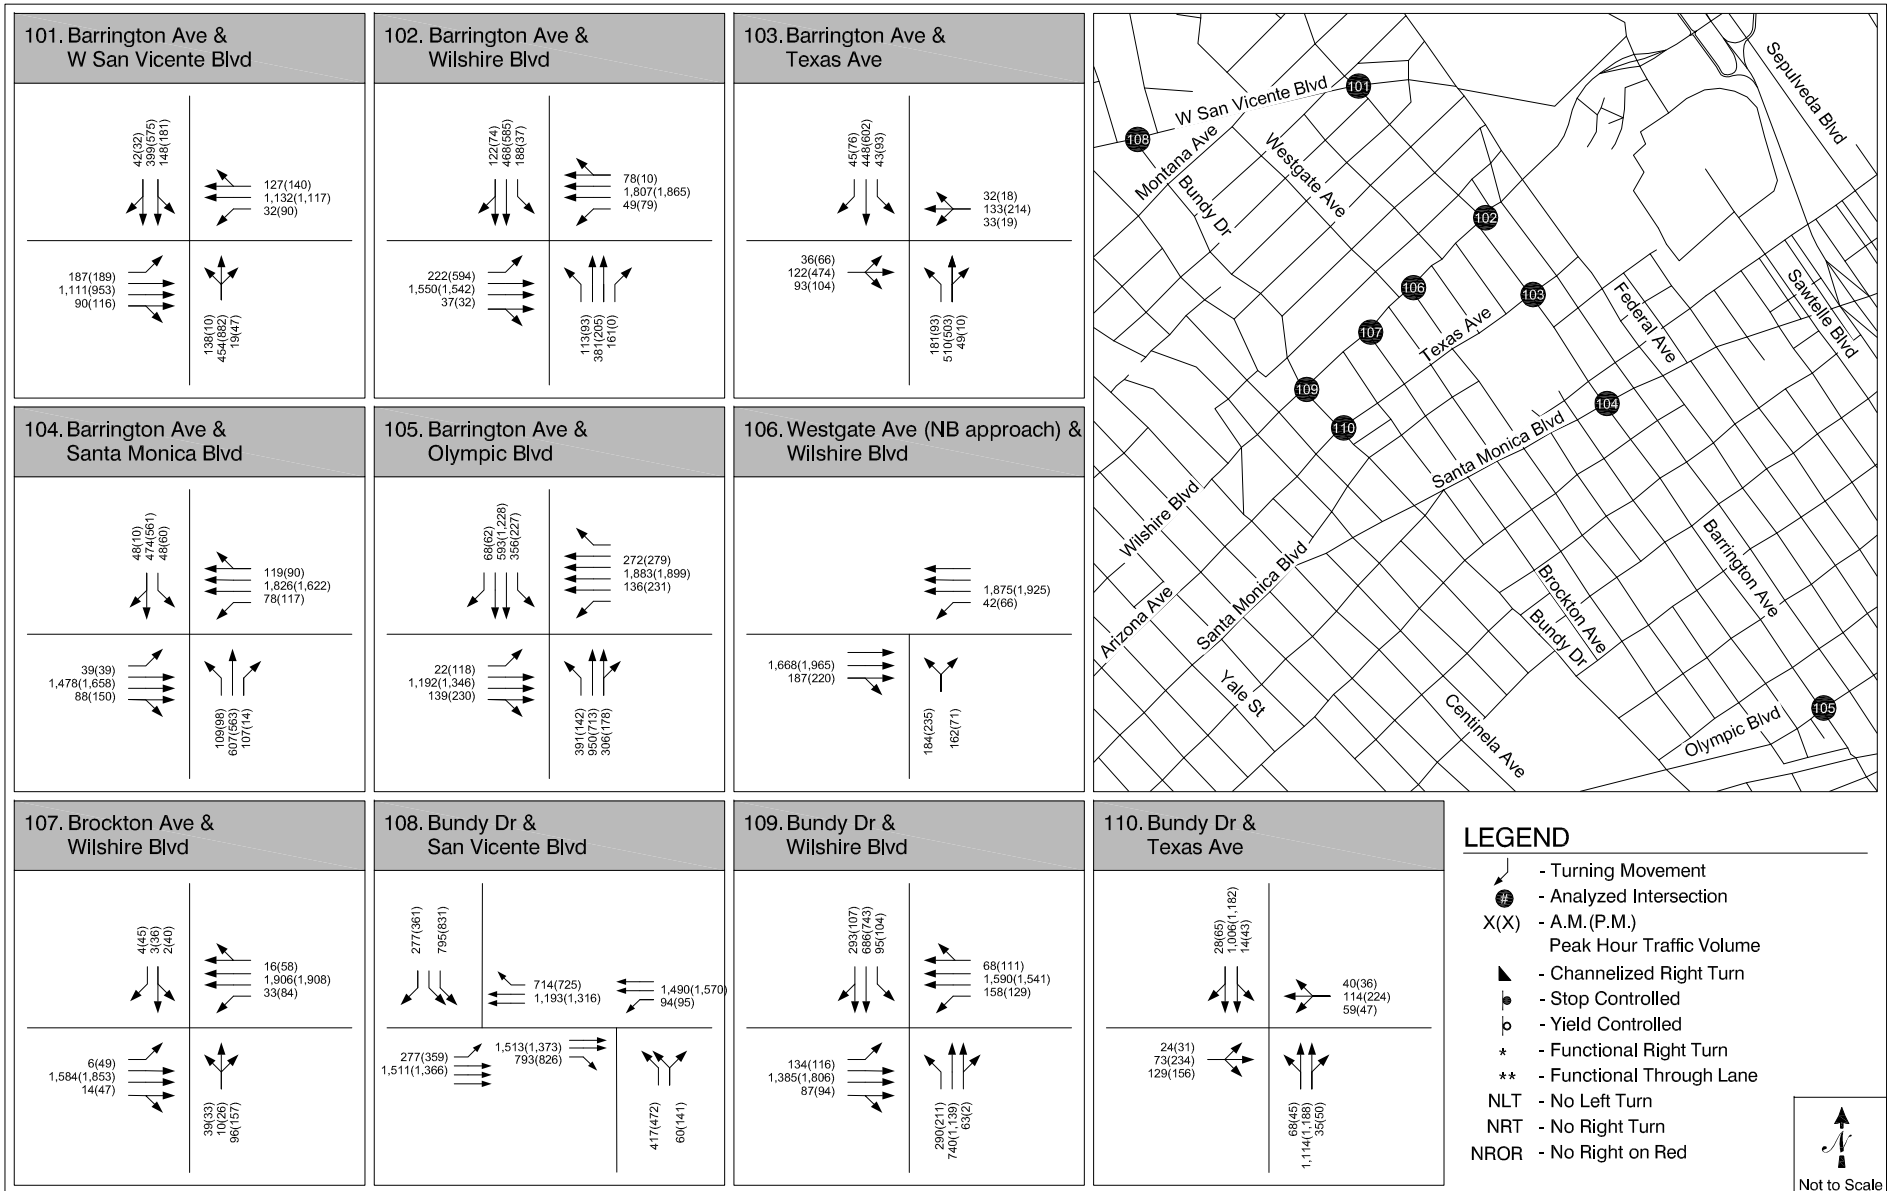 101. Barrington Ave &
W San Vicente Blvd
42(32)
399(575)
148(181)
127(140)
1,132(1,117)
32(90)
187(189)
1,111(953)
90(116)
138(10)
454(882)
19(47)
102. Barrington Ave &
Wilshire Blvd
122(74)
468(585)
188(37)
78(10)
1,807(1,865)
49(79)
222(594)
1,550(1,542)
37(32)
113(93)
381(205)
161(0)
103. Barrington Ave &
Texas Ave
45(76)
448(602)
43(93)
32(18)
133(214)
33(19)
36(66)
122(474)
93(104)
181(93)
510(503)
49(10)
104. Barrington Ave &
Santa Monica Blvd
48(10)
474(561)
48(60)
119(90)
1,826(1,622)
78(117)
39(39)
1,478(1,658)
88(150)
109(98)
607(563)
107(14)
105. Barrington Ave &
Olympic Blvd
68(62)
593(1,228)
356(227)
272(279)
1,883(1,899)
136(231)
22(118)
1,192(1,346)
139(230)
391(142)
950(713)
306(178)
106. Westgate Ave (NB approach) &
Wilshire Blvd
1,875(1,925)
42(66)
1,668(1,965)
187(220)
184(235)
162(71)
107. Brockton Ave &
Wilshire Blvd
4(45)
3(36)
2(40)
16(58)
1,906(1,908)
33(84)
6(49)
1,584(1,853)
14(47)
39(33)
10(26)
96(157)
108. Bundy Dr &
San Vicente Blvd
277(361)
795(831)
714(725)
1,193(1,316)
1,490(1,570)
94(95)
277(359)
1,511(1,366)
1,513(1,373)
793(826)
417(472)
60(141)
109. Bundy Dr &
Wilshire Blvd
293(107)
686(743)
95(104)
68(111)
1,590(1,541)
158(129)
134(116)
1,385(1,806)
87(94)
290(211)
740(1,139)
63(2)
110. Bundy Dr &
Texas Ave
28(65)
1,006(1,182)
14(43)
40(36)
114(224)
59(47)
24(31)
73(234)
129(156)
68(45)
1,114(1,188)
35(50)
Sepulveda Blvd
W San Vicente Blvd
101
108
Montana Ave
Westgate Ave
Bundy Dr
102
106
103
107
Federal Ave
Sawtelle Blvd
Texas Ave
109
110
104
Santa Monica Blvd
Wilshire Blvd
Barrington Ave
Santa Monica Blvd
Brockton Ave
Arizona Ave
Bundy Dr
Yale St
Centinela Ave
105
Olympic Blvd
LEGEND
- Turning Movement
# - Analyzed Intersection
X(X) - A.M.(P.M.)
Peak Hour Traffic Volume
- Channelized Right Turn
- Stop Controlled
- Yield Controlled
* - Functional Right Turn
** - Functional Through Lane
NLT - No Left Turn
NRT - No Right Turn
NROR - No Right on Red
N
Not to Scale